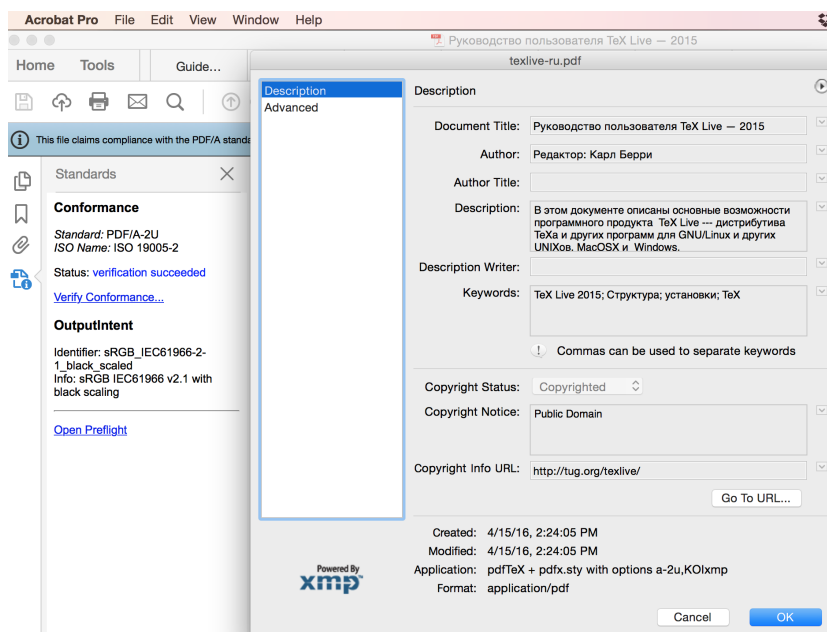 Acrobat Pro File Edit View Window Help
Руководство пользователя TeX Live — 2015
Home Tools Guide...
texlive-ru.pdf
This file claims compliance with the PDF/A standa
Standards
Conformance
Standard: PDF/A-2U
ISO Name: ISO 19005-2
Status: verification succeeded
Verify Conformance...
OutputIntent
Identifier: sRGB_IEC61966-2-
1_black_scaled
Info: sRGB IEC61966 v2.1 with
black scaling
Open Preflight
Description
Advanced
Powered By
xmp
Description
Document Title: Руководство пользователя TeX Live — 2015
Author: Редактор: Карл Берри
Author Title:
Description: В этом документе описаны основные возможности
программного продукта TeX Live --- дистрибутива
TeXа и других программ для GNU/Linux и других
UNIXов, MacOSX и Windows.
Description Writer:
Keywords: TeX Live 2015; Структура; установки; TeX
Commas can be used to separate keywords
Copyright Status: Copyrighted
Copyright Notice: Public Domain
Copyright Info URL: http://tug.org/texlive/
Go To URL...
Created: 4/15/16, 2:24:05 PM
Modified: 4/15/16, 2:24:05 PM
Application: pdfTeX + pdfx.sty with options a-2u,KOIxmp
Format: application/pdf
Cancel OK